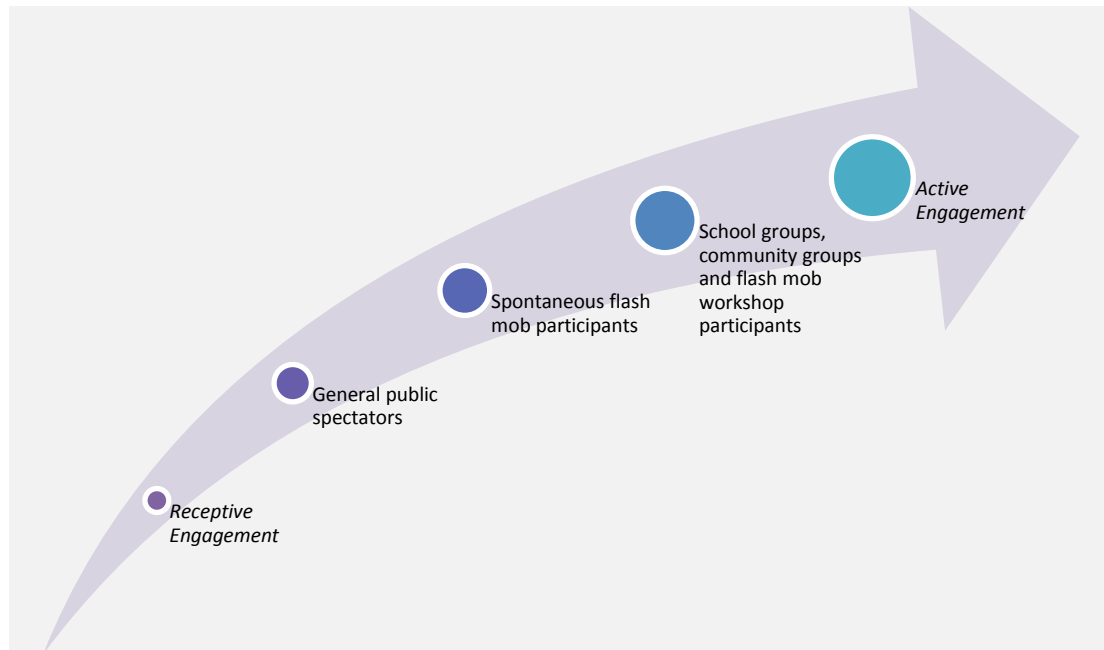 Receptive
Engagement
General public
spectators
Spontaneous flash
mob participants
School groups,
community groups
and flash mob
workshop
participants
Active
Engagement